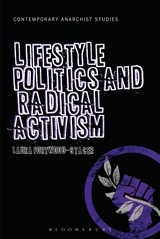 CONTEMPORARY ANARCHIST STUDIES
LIFESTYLE
POLITICS AND
RADICAL
ACTIVISM
LAURA PORTWOOD-STACER
BLOOMSBURY